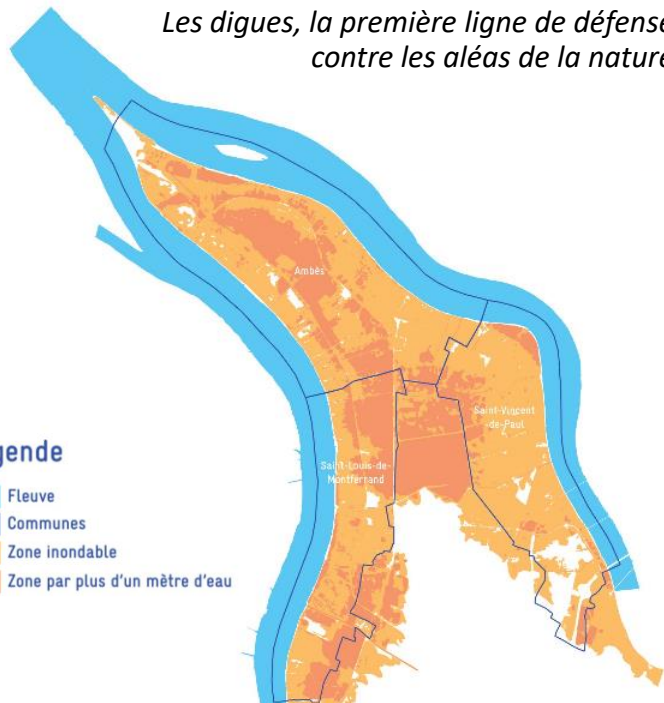 Les digues, la première ligne de défense
contre les aléas de la nature
Ambès
Saint-Vincent
de-Paul
Saint-Louis-de-
Montferrand
gende
Fleuve
Communes
Zone inondable
Zone par plus d'un mètre d'eau